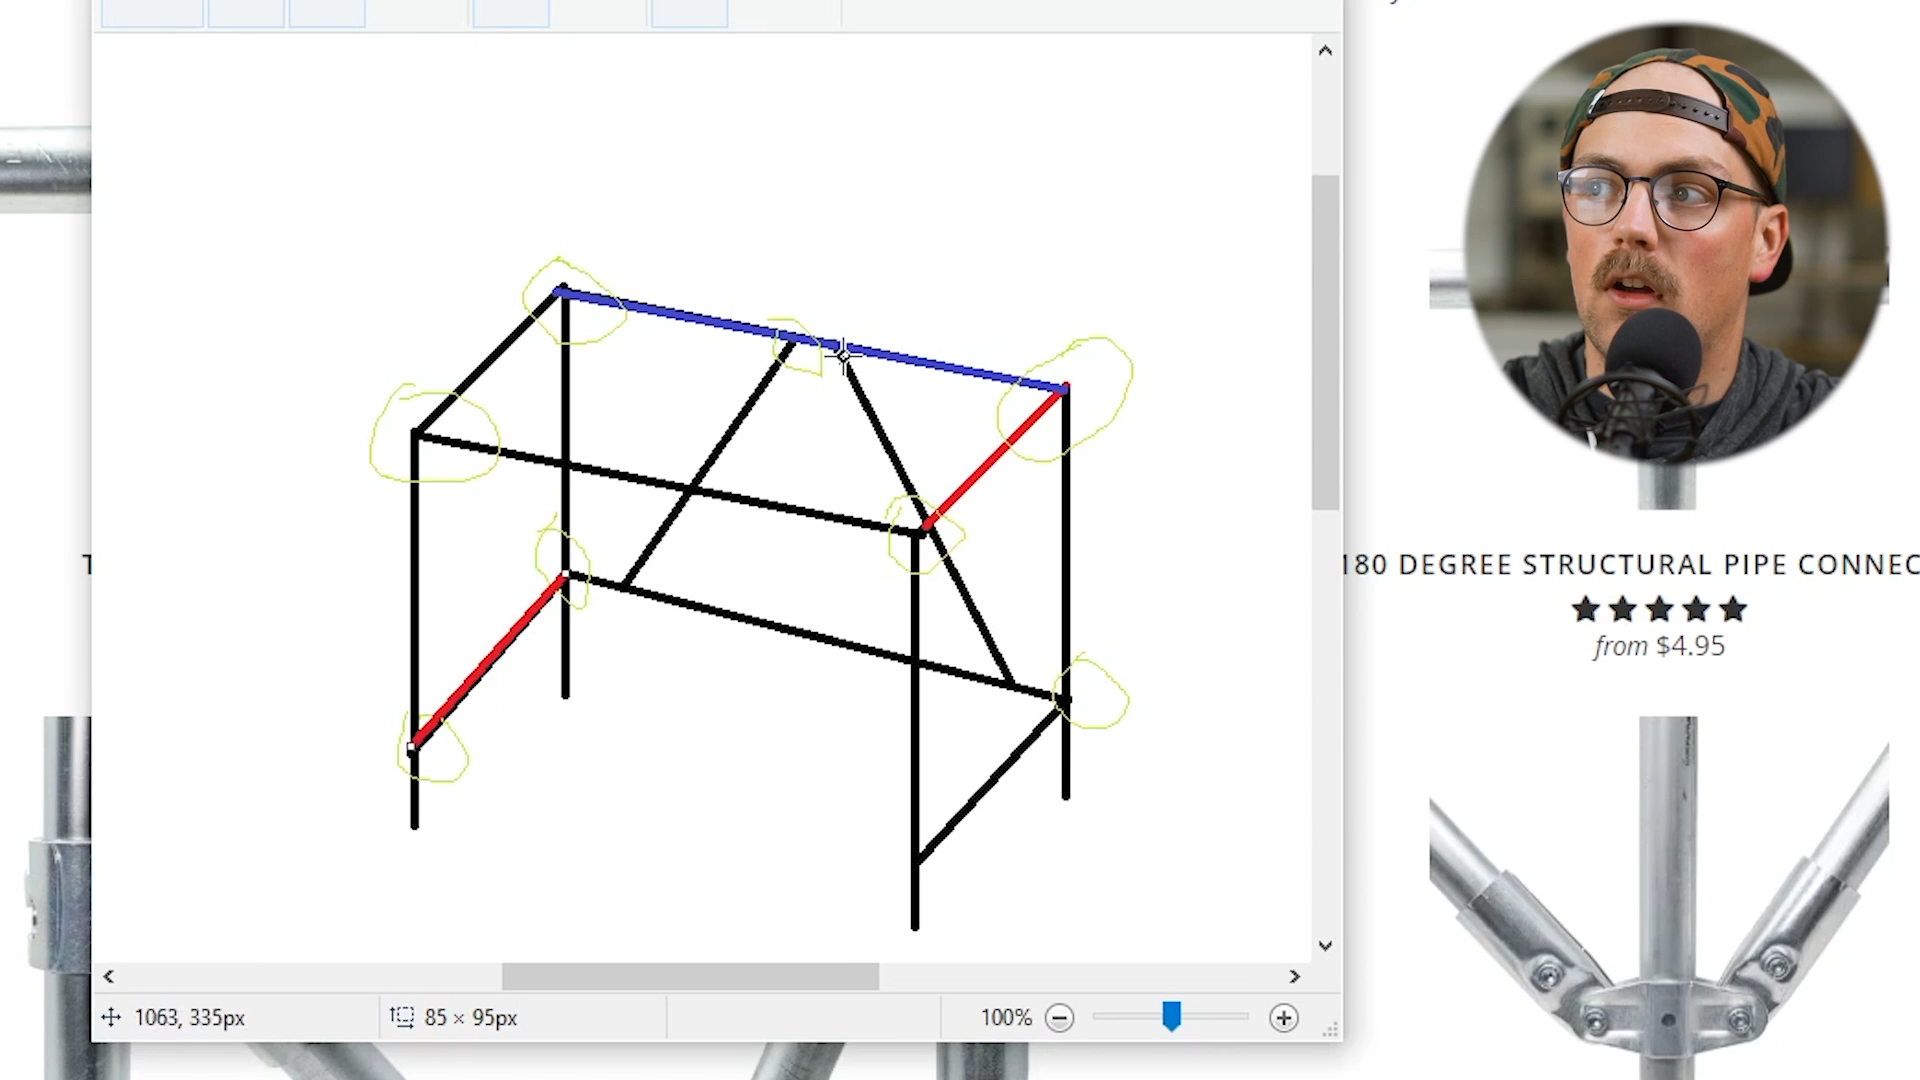 180 DEGREE STRUCTURAL PIPE CONNEC
from $4.95
1063, 335px
85 × 95px
100%